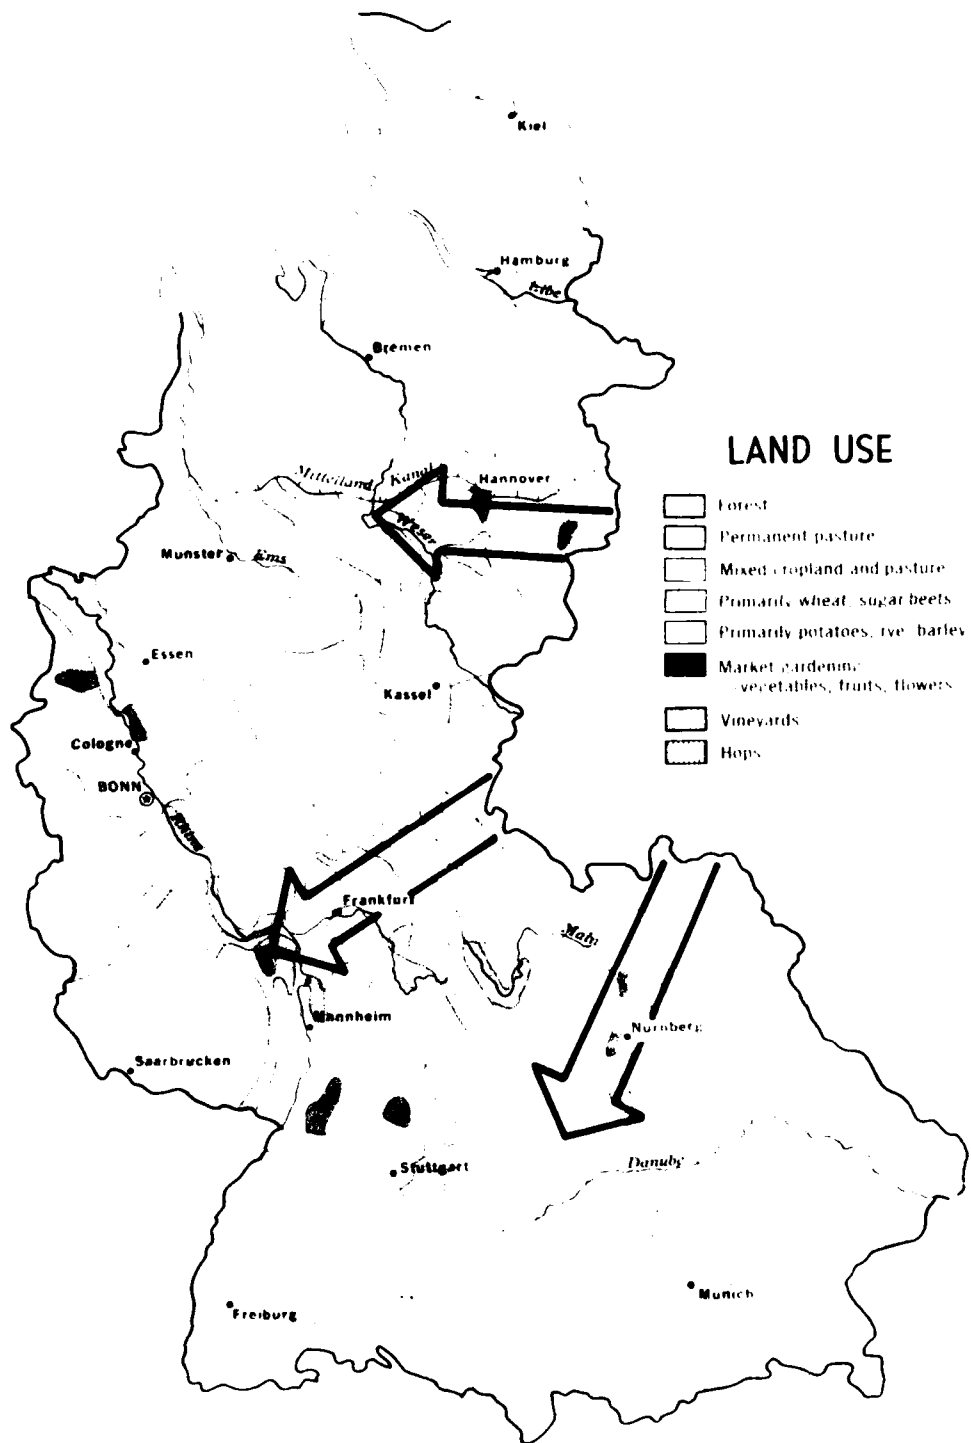 Kiel
Hamburg
Elbe
Bremen
Mittelland Kanal
Hannover
Weser
Munster
Ems
Essen
Kassel
Cologne
BONN
Rhine
Frankfurt
Main
Mannheim
Nurnberg
Saarbrucken
Stuttgart
Danube
Freiburg
Munich
LAND USE
Forest
Permanent pasture
Mixed cropland and pasture
Primarily wheat, sugar beets
Primarily potatoes, rye, barley
Market gardening
vegetables, fruits, flowers
Vineyards
Hops